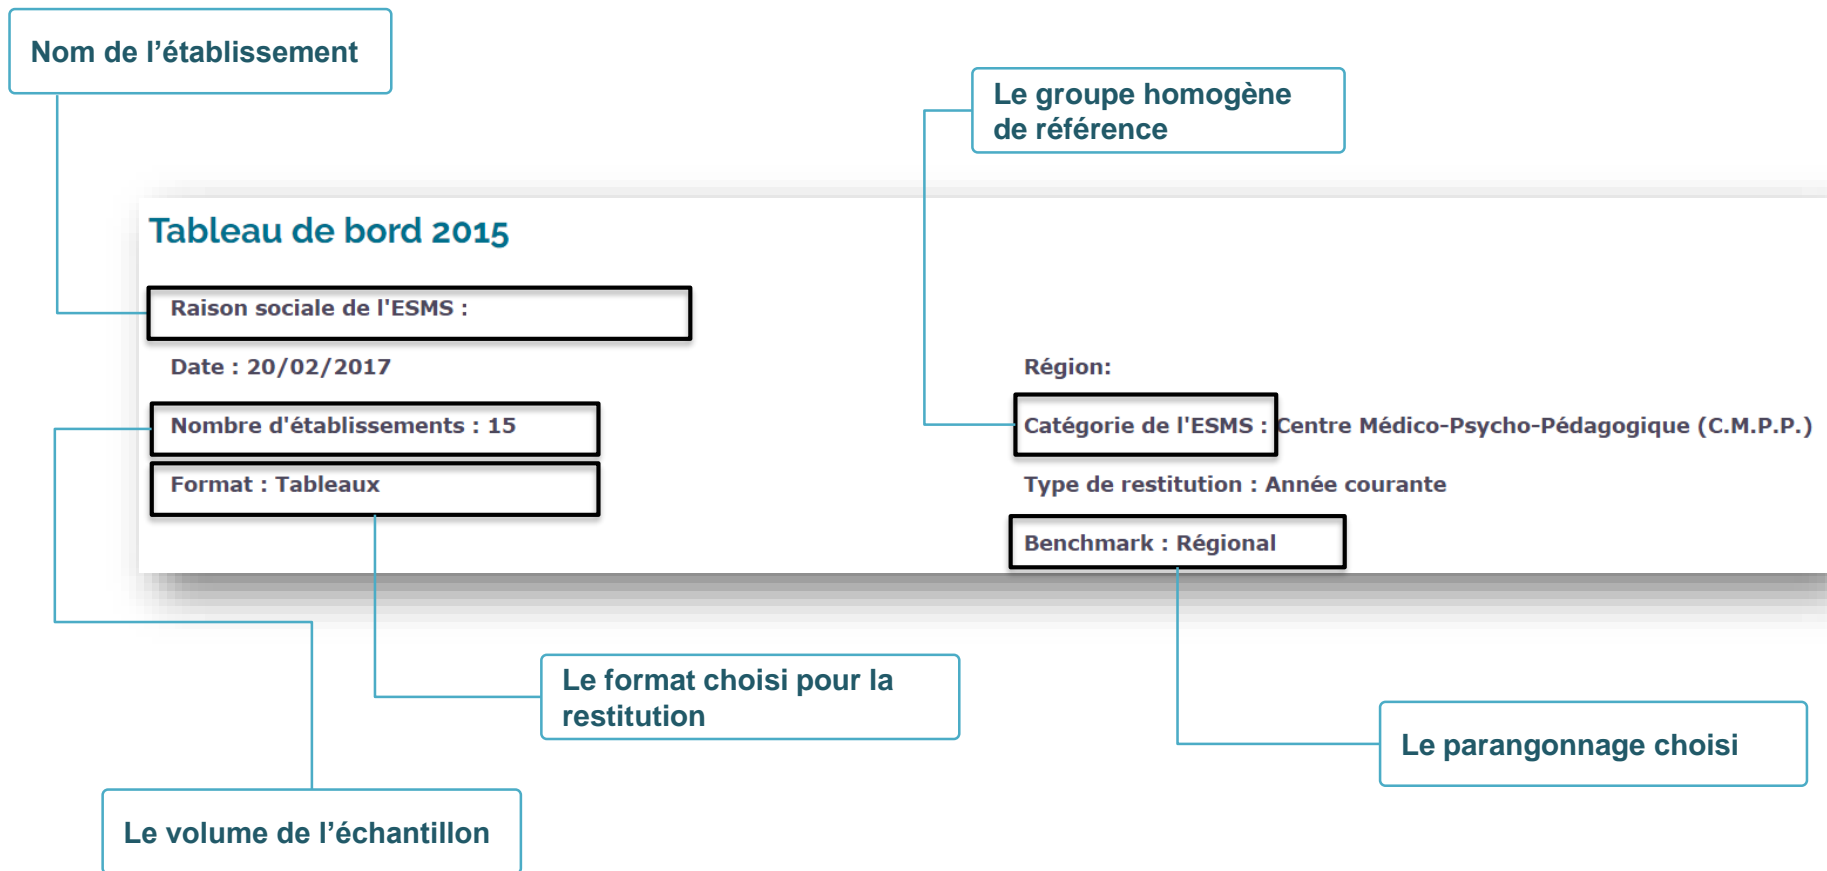 Nom de l’établissement
Le groupe homogène
de référence
Tableau de bord 2015
Raison sociale de l'ESMS :
Date : 20/02/2017
Région:
Nombre d'établissements : 15
Catégorie de l'ESMS : Centre Médico-Psycho-Pédagogique (C.M.P.P.)
Format : Tableaux
Type de restitution : Année courante
Benchmark : Régional
Le format choisi pour la
restitution
Le parangonnage choisi
Le volume de l’échantillon